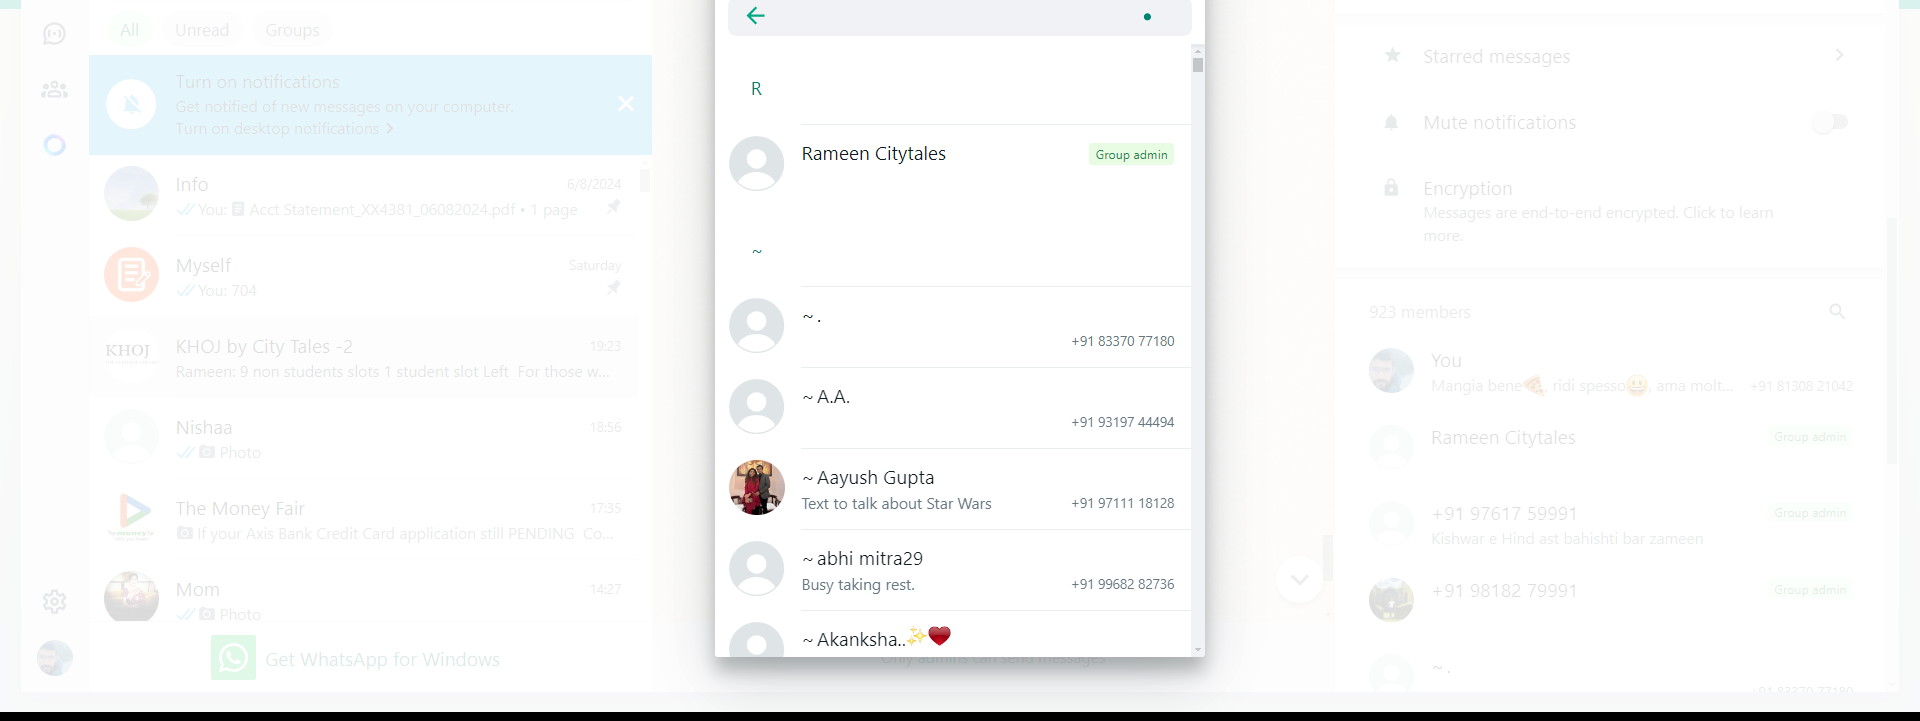 All Unread Groups
Turn on notifications
Get notified of new messages on your computer.
Turn on desktop notifications >
Info 6/8/2024
You: Acct Statement_XX4381_06082024.pdf • 1 page
Myself Saturday
You: 704
KHOJ
KHOJ by City Tales -2 19:23
Rameen: 9 non students slots 1 student slot Left For those w...
Nishaa 18:56
Photo
The Money Fair 17:35
If your Axis Bank Credit Card application still PENDING Co...
Mom 14:27
Photo
Get WhatsApp for Windows
R
Rameen Citytales Group admin
~
~ .
+91 83370 77180
~ A.A.
+91 93197 44494
~ Aayush Gupta
Text to talk about Star Wars +91 97111 18128
~ abhi mitra29
Busy taking rest. +91 99682 82736
~ Akanksha..✨❤️
Only admins can send messages
Starred messages
Mute notifications
Encryption
Messages are end-to-end encrypted. Click to learn
more.
923 members
You
Mangia bene🍕, ridi spesso😃, ama molt... +91 81308 21042
Rameen Citytales Group admin
+91 97617 59991 Group admin
Kishwar e Hind ast bahishti bar zameen
+91 98182 79991 Group admin
~ .
+91 83370 77180